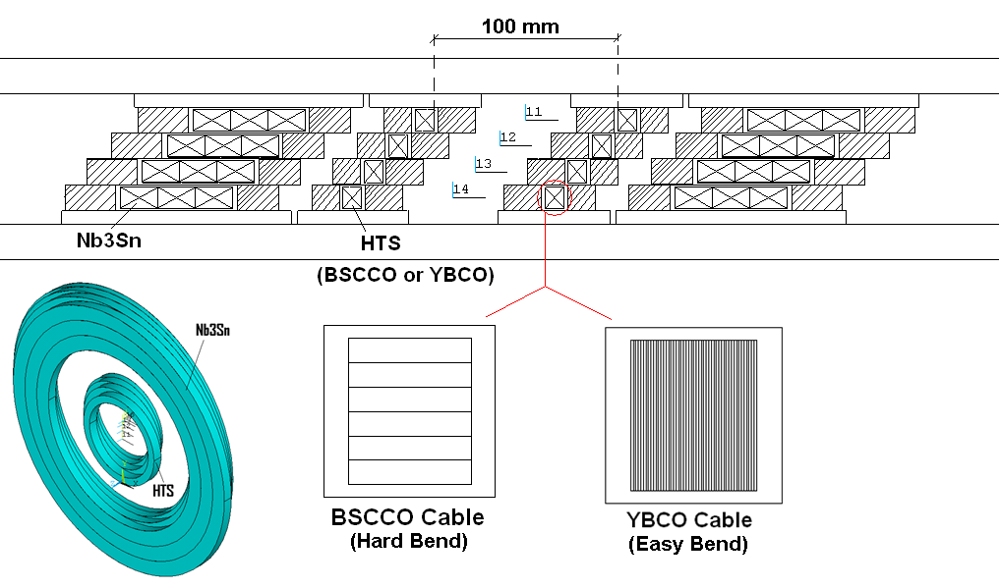 100 mm
11
12
13
14
Nb3Sn
HTS
(BSCCO or YBCO)
Nb3Sn
HTS
BSCCO Cable
(Hard Bend)
YBCO Cable
(Easy Bend)